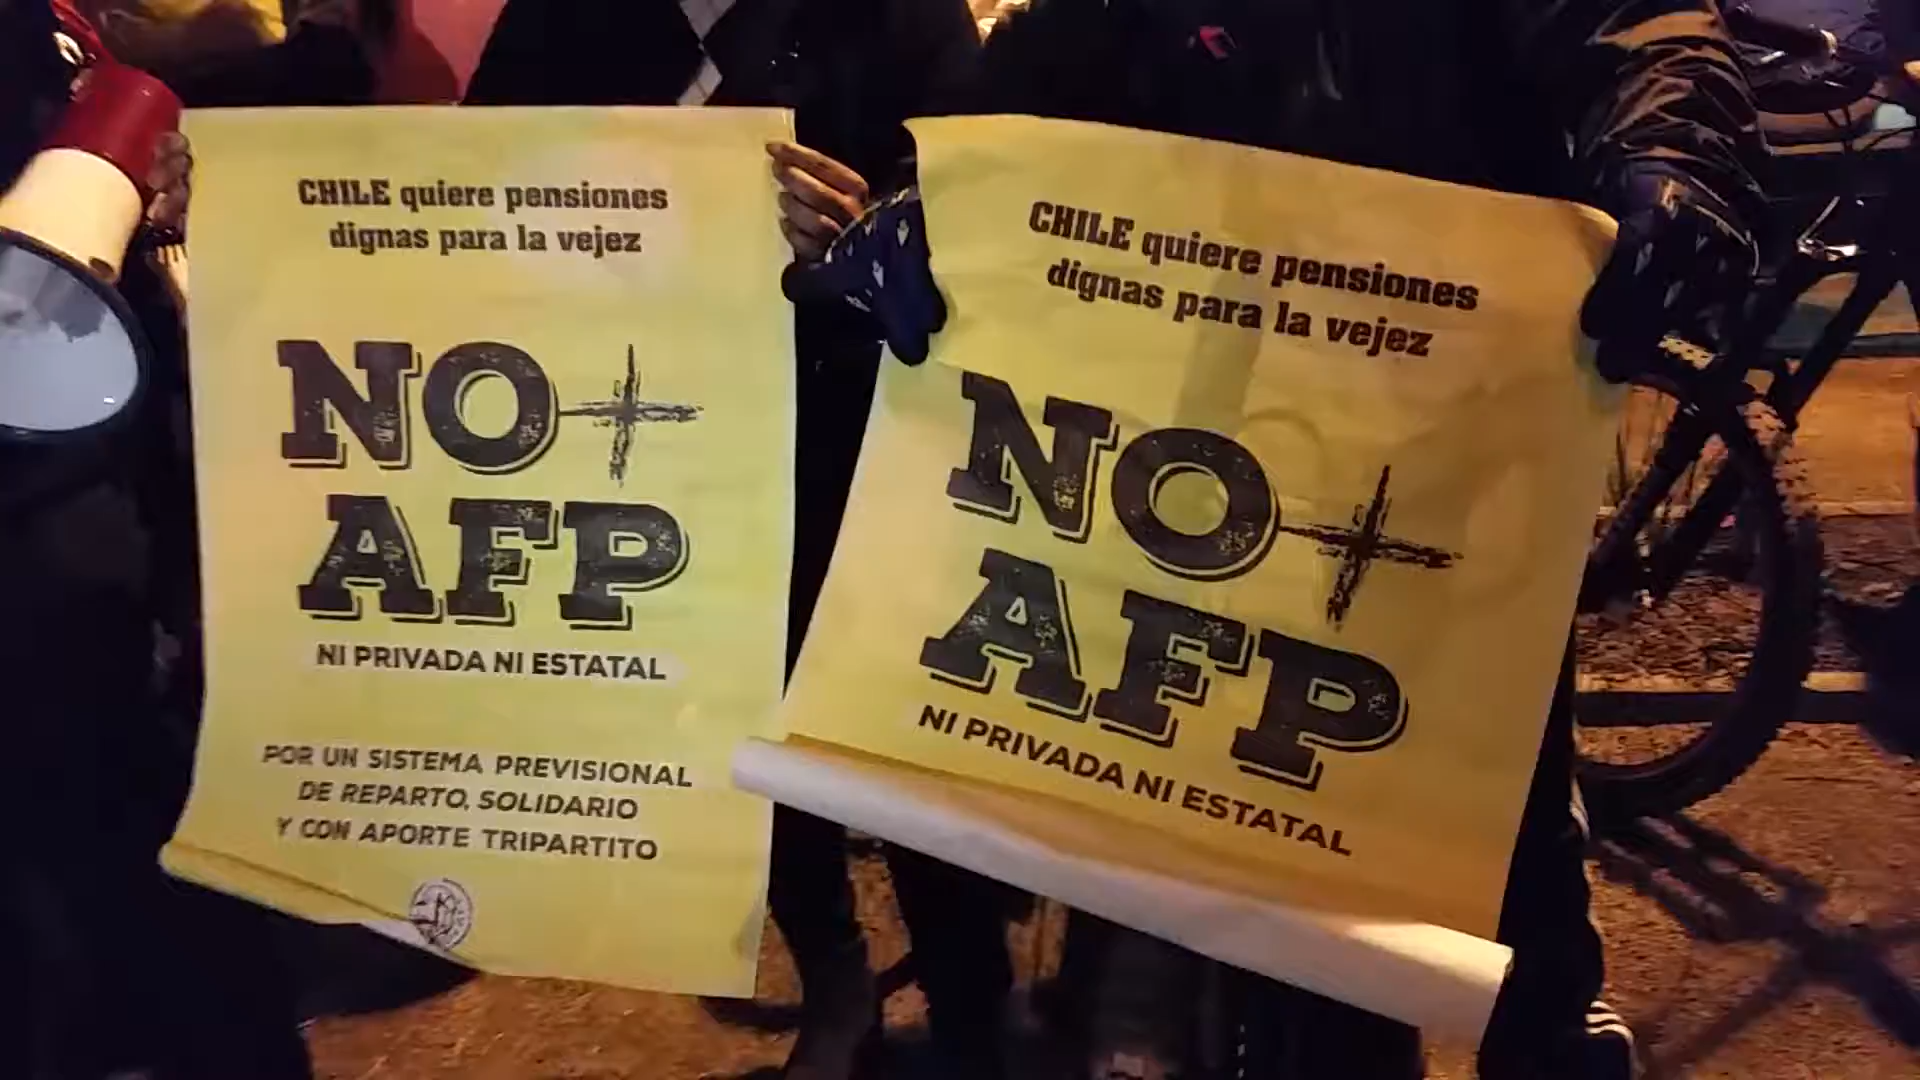 CHILE quiere pensiones
dignas para la vejez
NO+
AFP
NI PRIVADA NI ESTATAL
POR UN SISTEMA PREVISIONAL
DE REPARTO, SOLIDARIO
Y CON APORTE TRIPARTITO
CHILE quiere pensiones
dignas para la vejez
NO+
AFP
NI PRIVADA NI ESTATAL